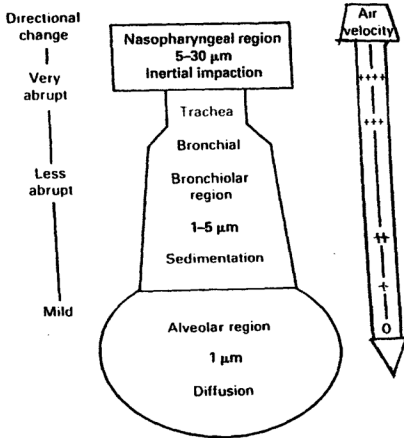 Directional
change
Very
abrupt
Less
abrupt
Mild
Nasopharyngeal region
5–30 μm
Inertial impaction
Trachea
Bronchial
Bronchiolar
region
1–5 μm
Sedimentation
Alveolar region
1 μm
Diffusion
Air
velocity
++++
+++
++
+
0